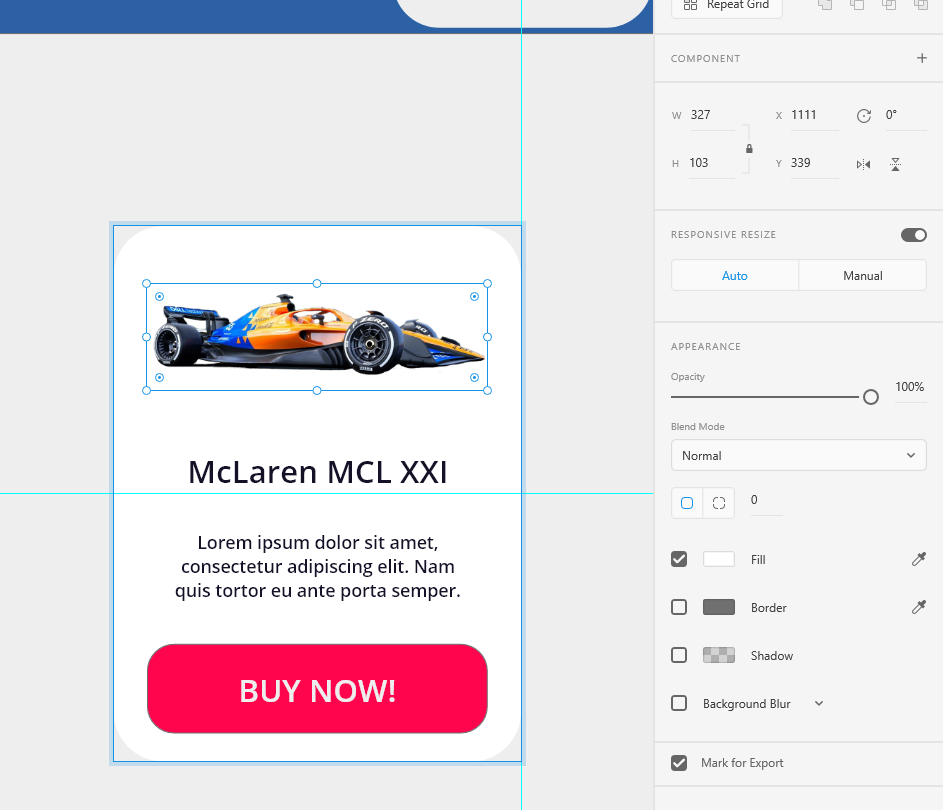 Repeat Grid
COMPONENT
W 327 X 1111 0°
H 103 Y 339
RESPONSIVE RESIZE
Auto Manual
APPEARANCE
Opacity
100%
Blend Mode
Normal
0
Fill
Border
Shadow
Background Blur
Mark for Export
DELL
ZERO
McLaren MCL XXI
Lorem ipsum dolor sit amet,
consectetur adipiscing elit. Nam
quis tortor eu ante porta semper.
BUY NOW!